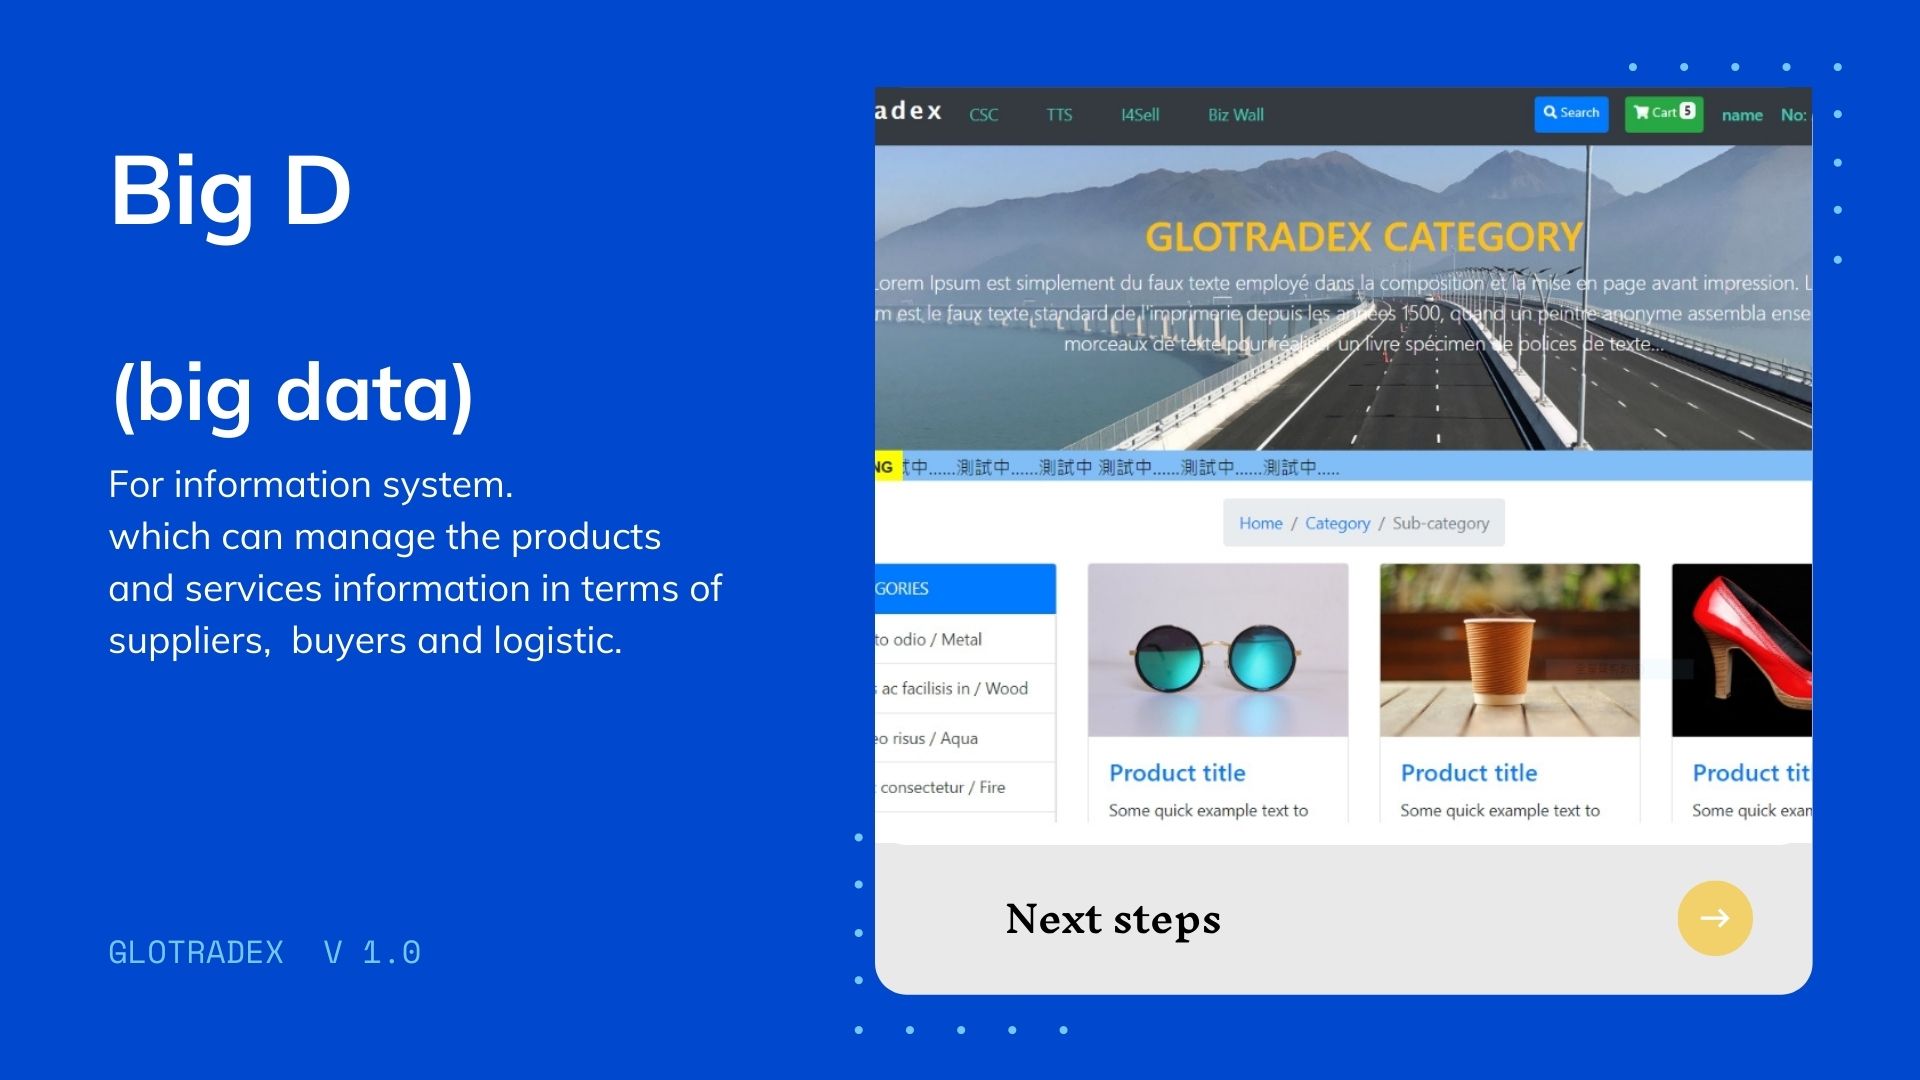 Big D
(big data)
For information system.
which can manage the products
and services information in terms of
suppliers,  buyers and logistic.
GLOTRADEX  V 1.0
adex CSC TTS I4Sell Biz Wall Search Cart 5 name No:
GLOTRADEX CATEGORY
Lorem Ipsum est simplement du faux texte employé dans la composition et la mise en page avant impression. L
m est le faux texte standard de l'imprimerie depuis les années 1500, quand un peintre anonyme assembla ense
morceaux de texte pour réaliser un livre spécimen de polices de texte...
NG 中......測試中......測試中 測試中......測試中......測試中.....
Home / Category / Sub-category
GORIES
to odio / Metal
s ac facilisis in / Wood
eo risus / Aqua
consectetur / Fire
Product title
Some quick example text to
Product title
Some quick example text to
Product tit
Some quick exam
Next steps